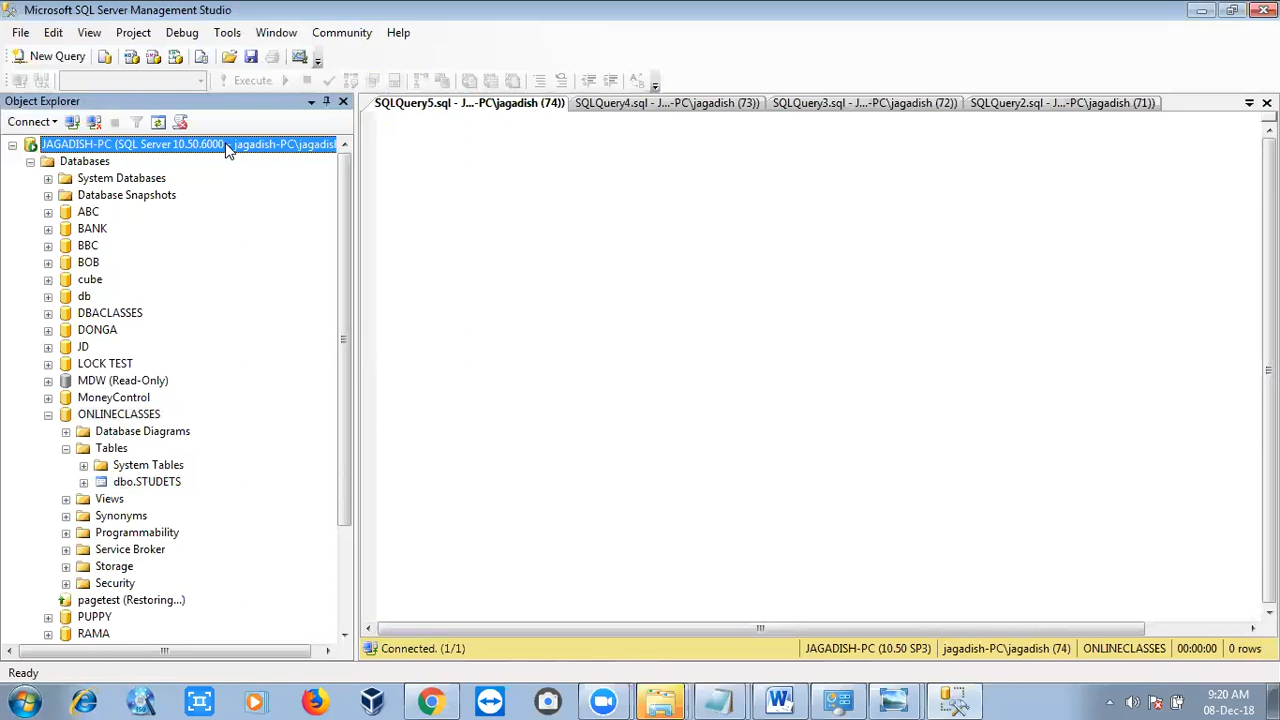 Microsoft SQL Server Management Studio
File Edit View Project Debug Tools Window Community Help
New Query
Execute
Object Explorer
SQLQuery5.sql - J...-PC\jagadish (74))
SQLQuery4.sql - J...-PC\jagadish (73))
SQLQuery3.sql - J...-PC\jagadish (72))
SQLQuery2.sql - J...-PC\jagadish (71))
Connect
JAGADISH-PC (SQL Server 10.50.6000 - jagadish-PC\jagadish
Databases
System Databases
Database Snapshots
ABC
BANK
BBC
BOB
cube
db
DBACLASSES
DONGA
JD
LOCK TEST
MDW (Read-Only)
MoneyControl
ONLINECLASSES
Database Diagrams
Tables
System Tables
dbo.STUDETS
Views
Synonyms
Programmability
Service Broker
Storage
Security
pagetest (Restoring...)
PUPPY
RAMA
Connected. (1/1)
JAGADISH-PC (10.50 SP3)
jagadish-PC\jagadish (74)
ONLINECLASSES
00:00:00
0 rows
Ready
9:20 AM
08-Dec-18